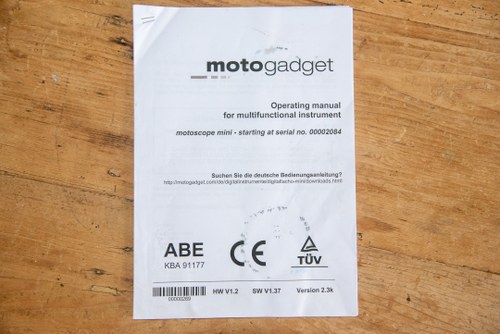 motogadget
Operating manual
for multifunctional instrument
motoscope mini - starting at serial no. 00002084
Suchen Sie die deutsche Bedienungsanleitung?
ABE
KBA 91177
CE
TÜV
00000269
HW V1.2 SW V1.37 Version 2.3k